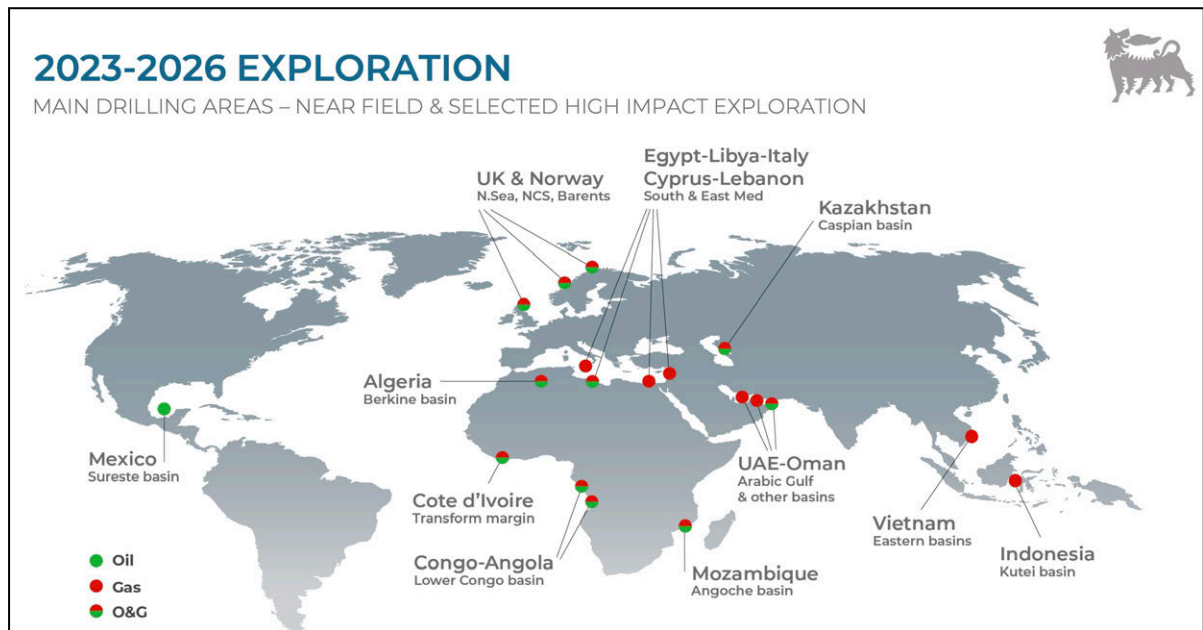 2023-2026 EXPLORATION
MAIN DRILLING AREAS – NEAR FIELD & SELECTED HIGH IMPACT EXPLORATION
UK & Norway
N.Sea, NCS, Barents
Egypt-Libya-Italy
Cyprus-Lebanon
South & East Med
Kazakhstan
Caspian basin
Algeria
Berkine basin
Mexico
Sureste basin
Cote d'Ivoire
Transform margin
Congo-Angola
Lower Congo basin
UAE-Oman
Arabic Gulf
& other basins
Mozambique
Angoche basin
Vietnam
Eastern basins
Indonesia
Kutei basin
Oil
Gas
O&G